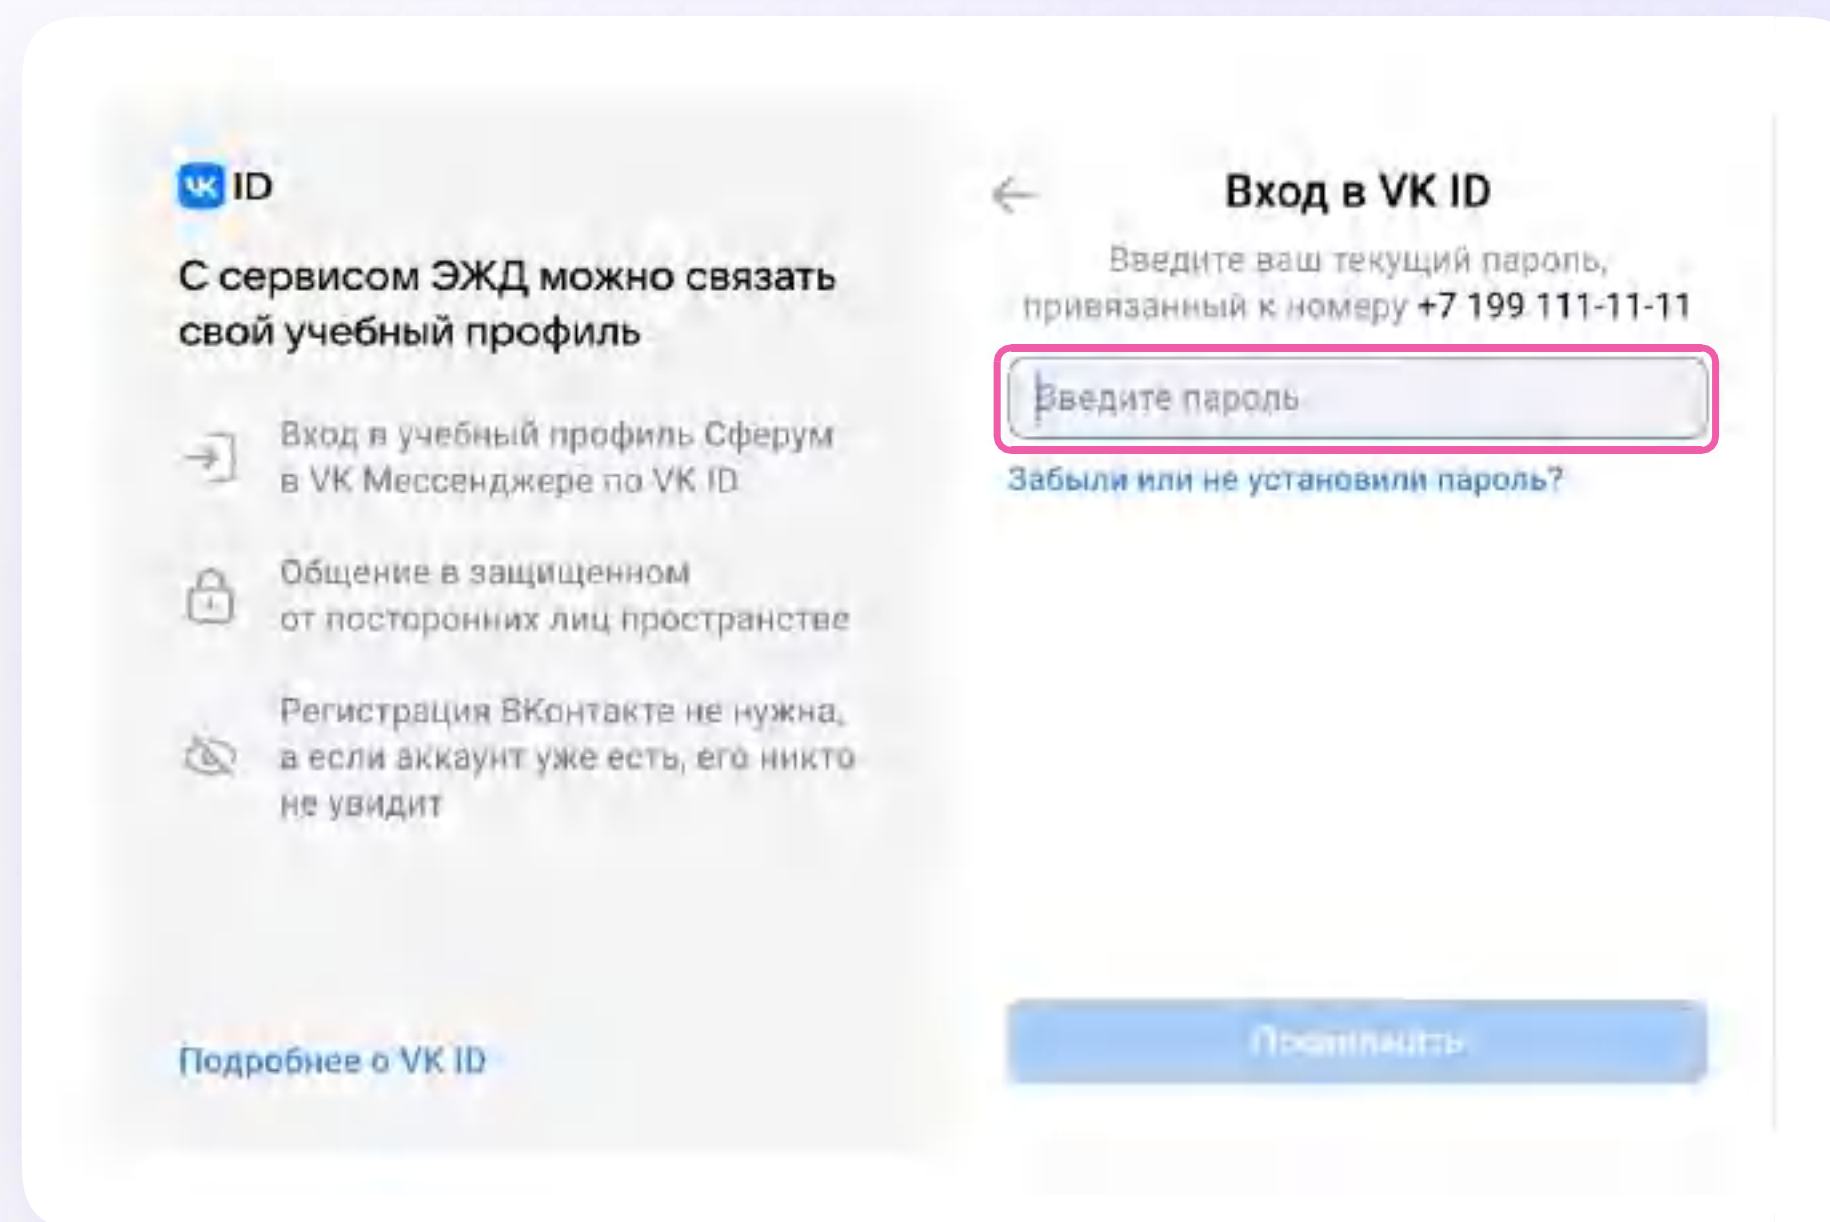 VK ID
С сервисом ЭЖД можно связать
свой учебный профиль
Вход в учебный профиль Сферум
в VK Мессенджере по VK ID
Общение в защищенном
от посторонних лиц пространстве
Регистрация ВКонтакте не нужна,
а если аккаунт уже есть, его никто
не увидит
Подробнее о VK ID
Вход в VK ID
Введите ваш текущий пароль,
привязанный к номеру +7 199 111-11-11
Введите пароль
Забыли или не установили пароль?